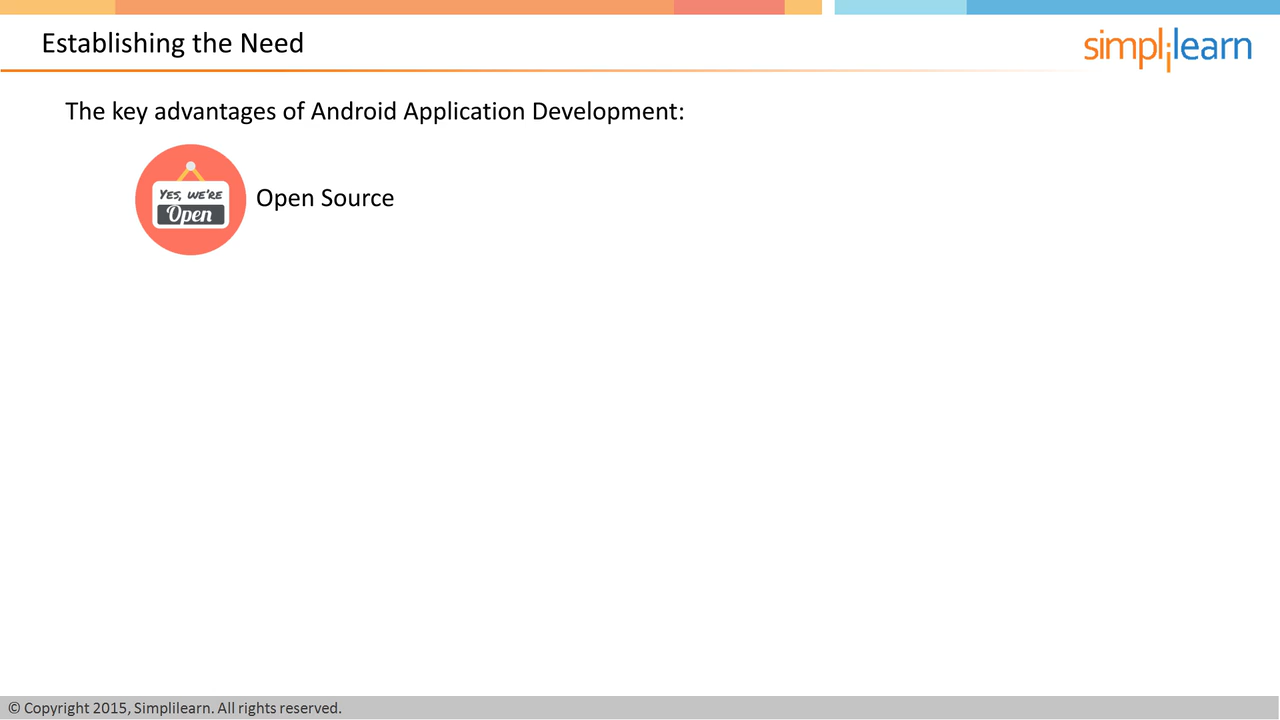 Establishing the Need
simplilearn
The key advantages of Android Application Development:
YES, WE'RE
Open
Open Source
© Copyright 2015, Simplilearn. All rights reserved.